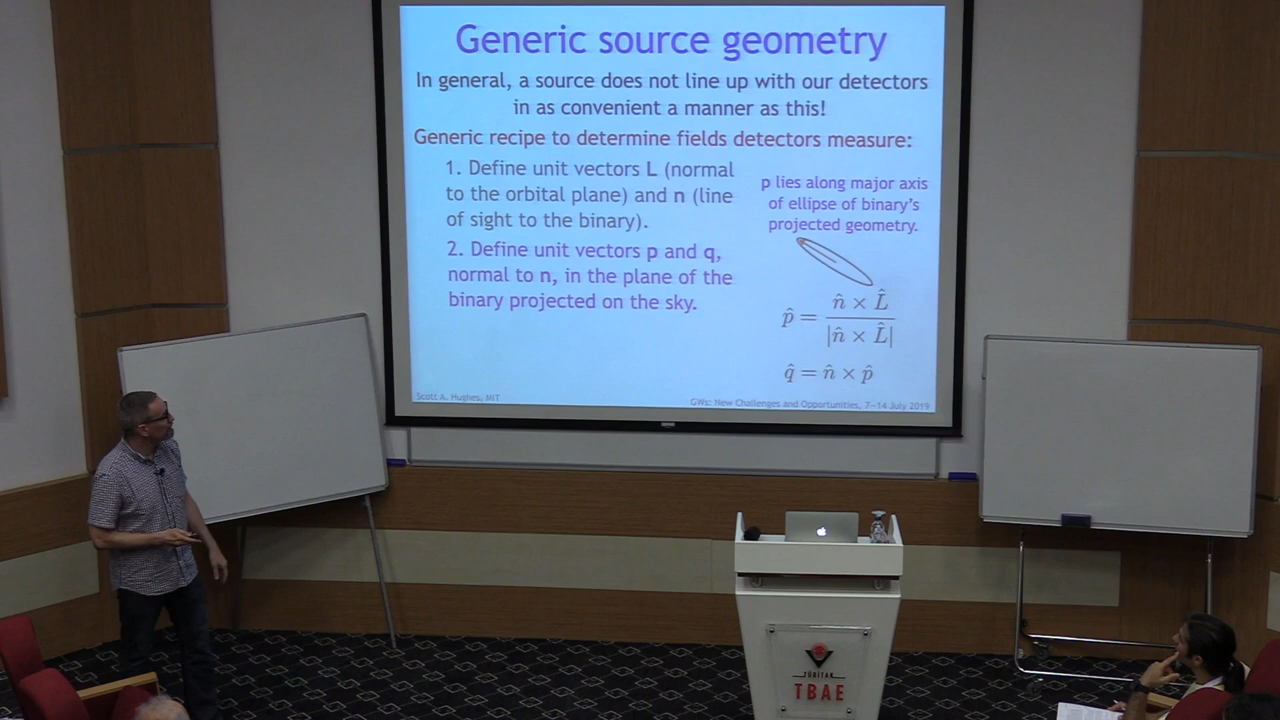 Generic source geometry
In general, a source does not line up with our detectors
in as convenient a manner as this!
Generic recipe to determine fields detectors measure:
1. Define unit vectors L (normal
to the orbital plane) and n (line
of sight to the binary).
2. Define unit vectors p and q,
normal to n, in the plane of the
binary projected on the sky.
p lies along major axis
of ellipse of binary's
projected geometry.
p̂ = n̂ × L̂ / |n̂ × L̂|
q̂ = n̂ × p̂
Scott A. Hughes, MIT
GWs: New Challenges and Opportunities, 7–14 July 2019
TÜBİTAK
TBAE